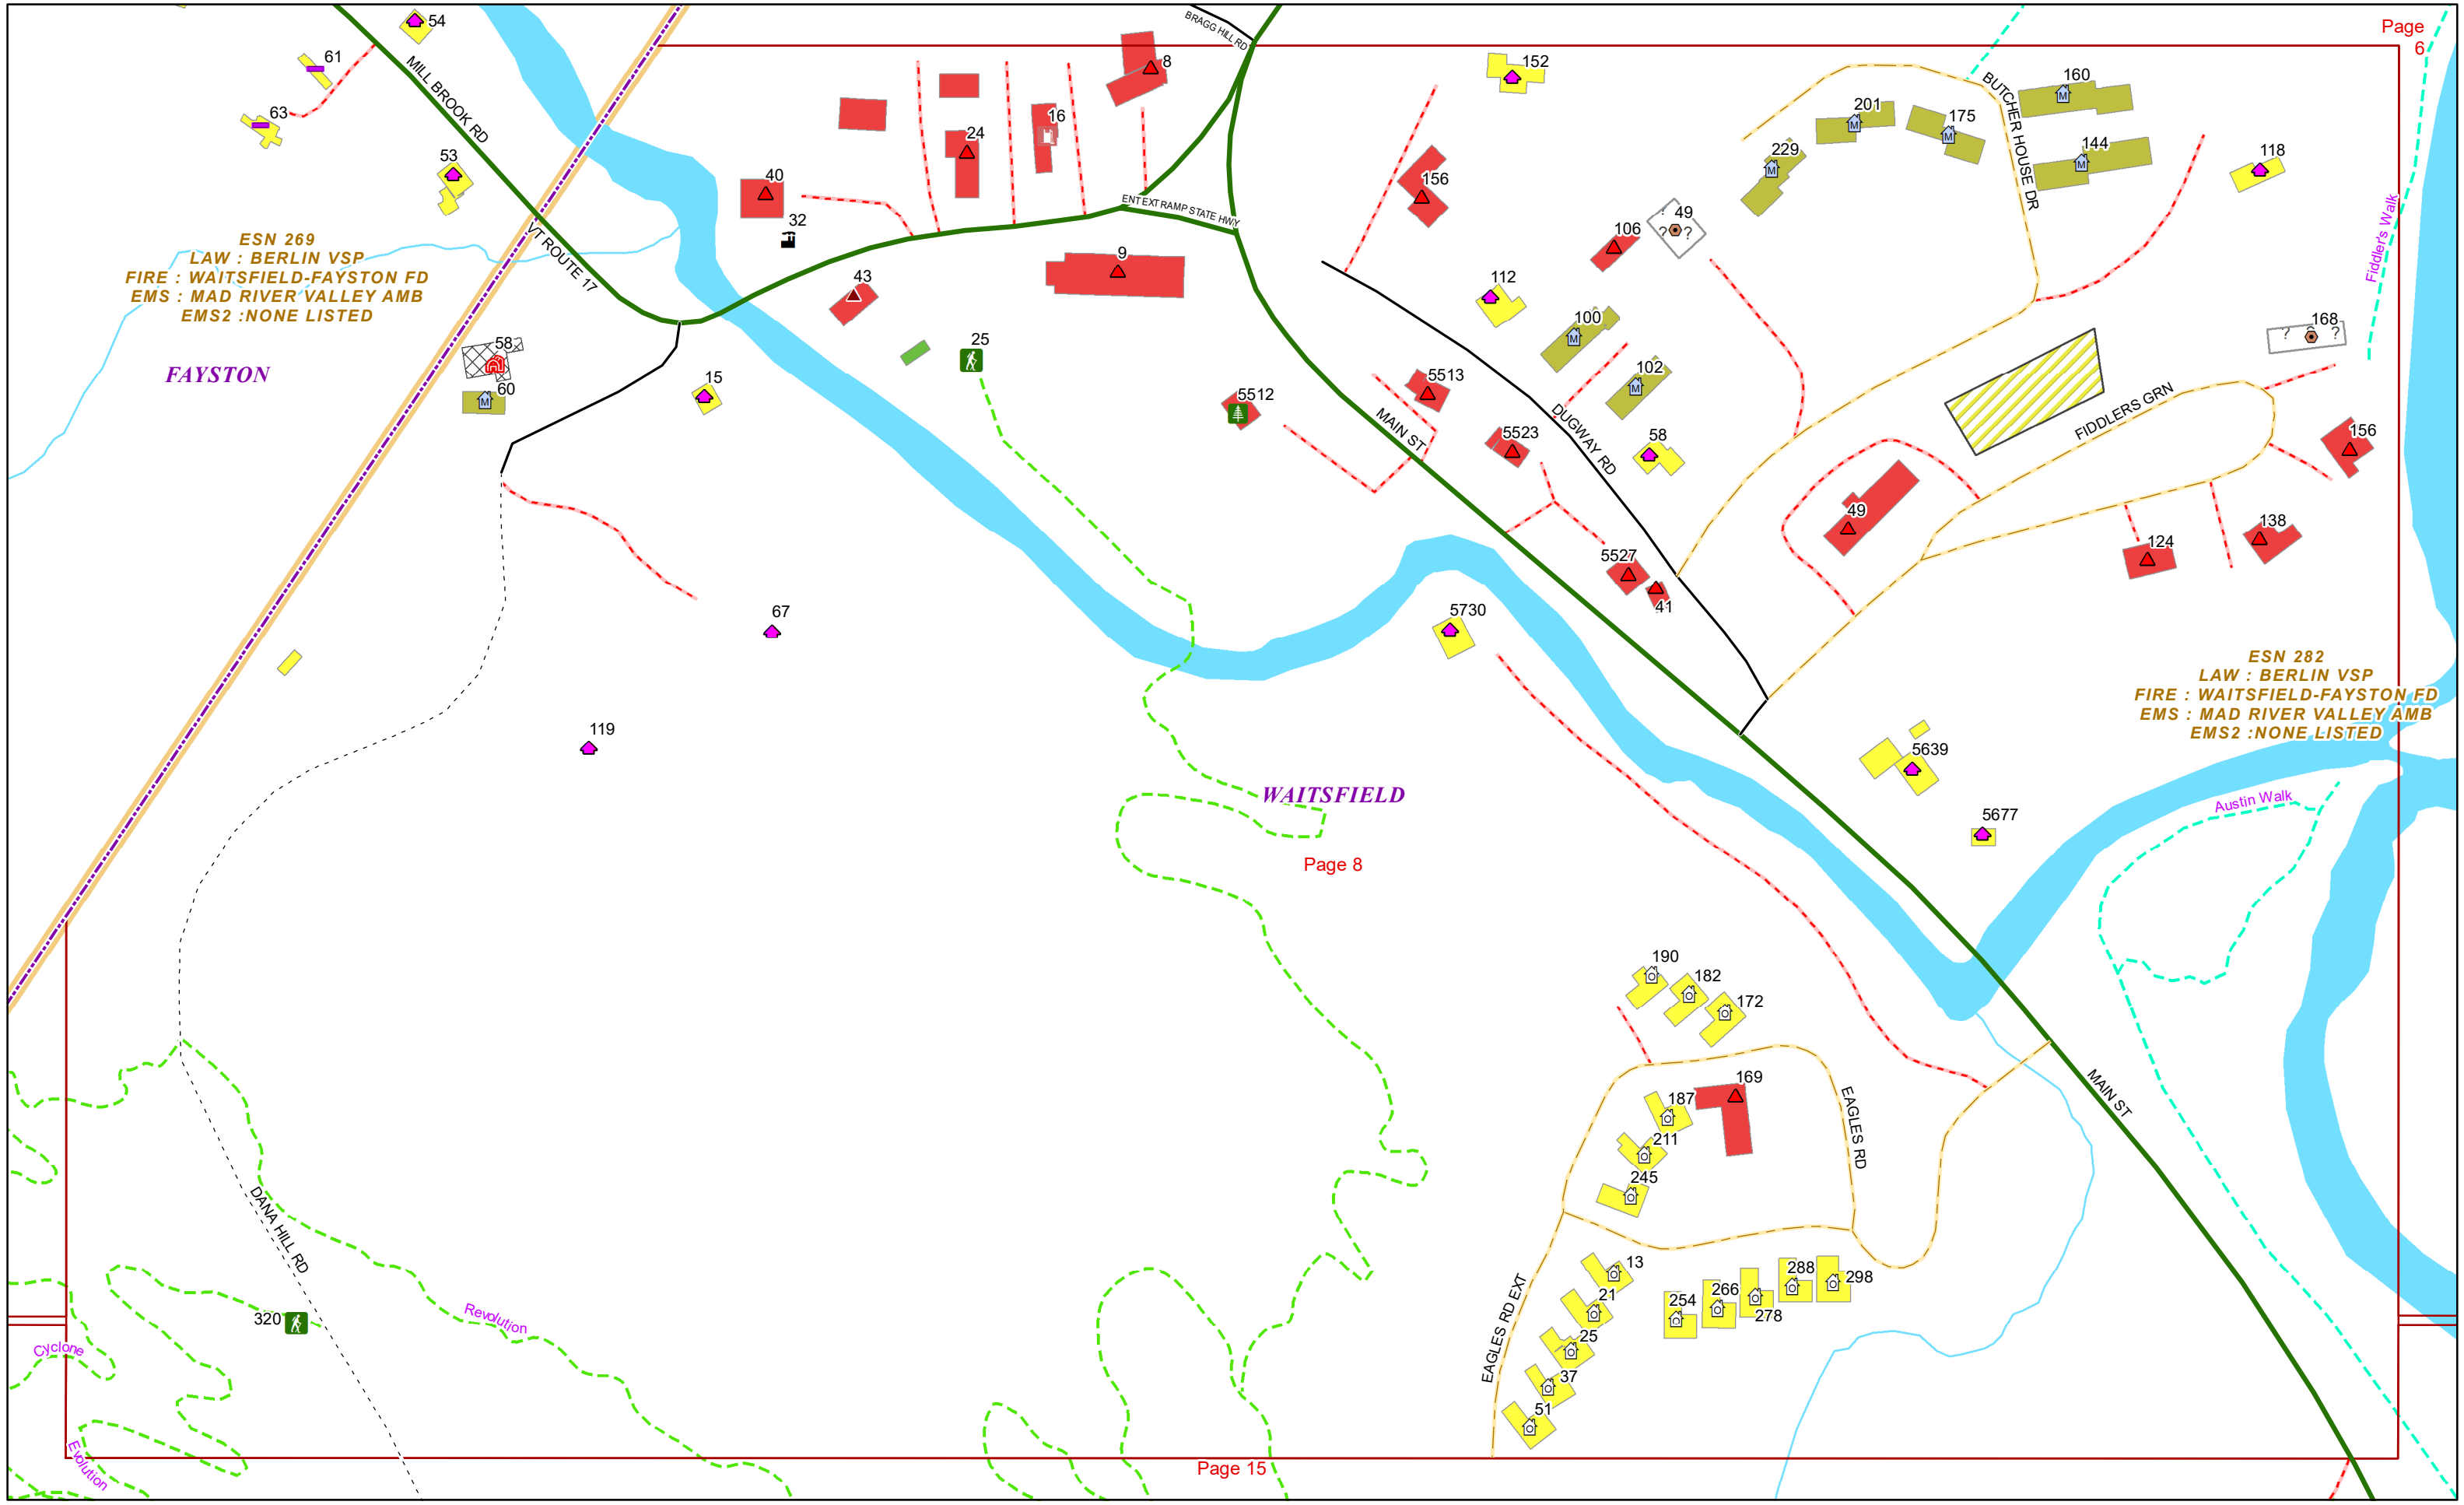 54
BRAGG HILL RD
Page
6
61
MILL BROOK RD
8
152
BUTCHER HOUSE DR
160
63
16
201
175
24
144
53
229
118
40
156
32
ENT EXT RAMP STATE HWY
49
? ? ?
106
Fiddler's Walk
ESN 269
LAW : BERLIN VSP
FIRE : WAITSFIELD-FAYSTON FD
EMS : MAD RIVER VALLEY AMB
EMS2 :NONE LISTED
VT ROUTE 17
9
43
112
100
168
? ?
58
25
FAYSTON
60
15
5512
5513
102
MAIN ST
DUGWAY RD
FIDDLERS GRN
5523
58
156
49
138
124
5527
41
67
5730
119
ESN 282
LAW : BERLIN VSP
FIRE : WAITSFIELD-FAYSTON FD
EMS : MAD RIVER VALLEY AMB
EMS2 :NONE LISTED
5639
WAITSFIELD
Austin Walk
5677
Page 8
190
182
172
169
187
EAGLES RD
MAIN ST
211
245
DANA HILL RD
13
EAGLES RD EXT
21
288
298
266
254
278
320
Revolution
25
Cyclone
37
51
Evolution
Page 15
M
M
M
M
M
M
M
M